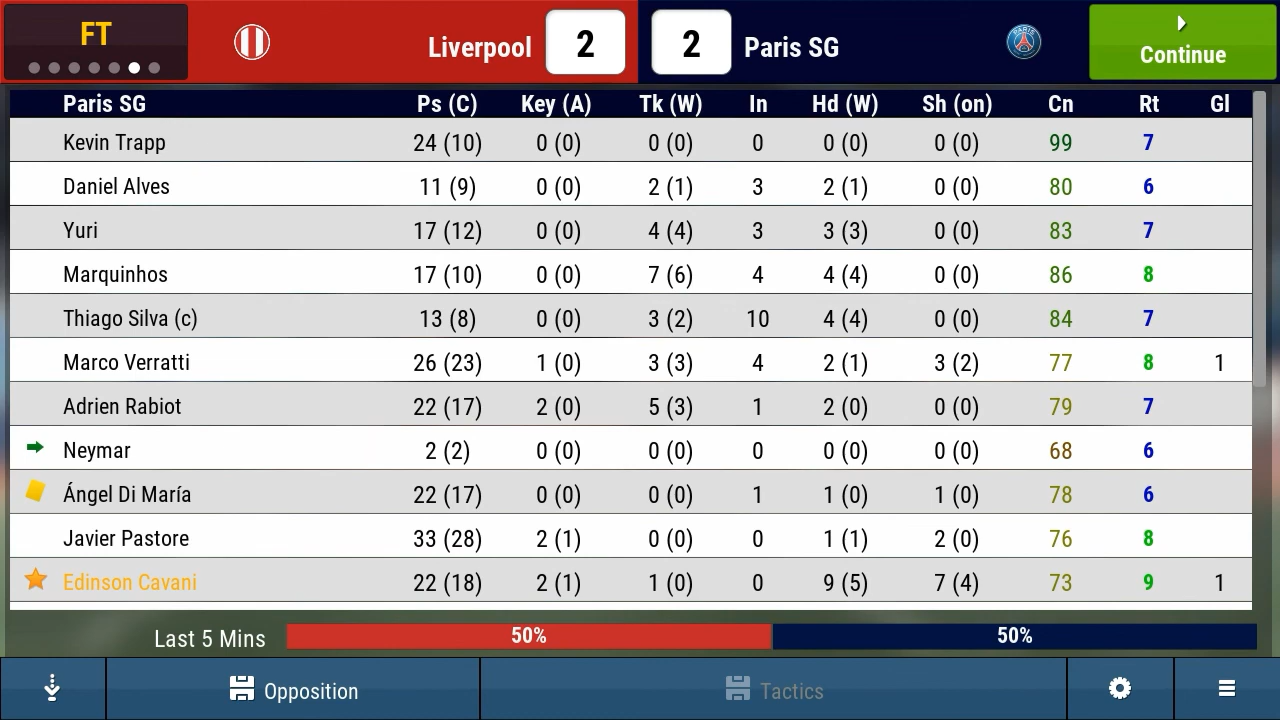 FT
Liverpool 2 2 Paris SG
Continue
Paris SG Ps (C) Key (A) Tk (W) In Hd (W) Sh (on) Cn Rt Gl
Kevin Trapp 24 (10) 0 (0) 0 (0) 0 0 (0) 0 (0) 99 7
Daniel Alves 11 (9) 0 (0) 2 (1) 3 2 (1) 0 (0) 80 6
Yuri 17 (12) 0 (0) 4 (4) 3 3 (3) 0 (0) 83 7
Marquinhos 17 (10) 0 (0) 7 (6) 4 4 (4) 0 (0) 86 8
Thiago Silva (c) 13 (8) 0 (0) 3 (2) 10 4 (4) 0 (0) 84 7
Marco Verratti 26 (23) 1 (0) 3 (3) 4 2 (1) 3 (2) 77 8 1
Adrien Rabiot 22 (17) 2 (0) 5 (3) 1 2 (0) 0 (0) 79 7
Neymar 2 (2) 0 (0) 0 (0) 0 0 (0) 0 (0) 68 6
Ángel Di María 22 (17) 0 (0) 0 (0) 1 1 (0) 1 (0) 78 6
Javier Pastore 33 (28) 2 (1) 0 (0) 0 1 (1) 2 (0) 76 8
Edinson Cavani 22 (18) 2 (1) 1 (0) 0 9 (5) 7 (4) 73 9 1
Last 5 Mins 50% 50%
Opposition Tactics